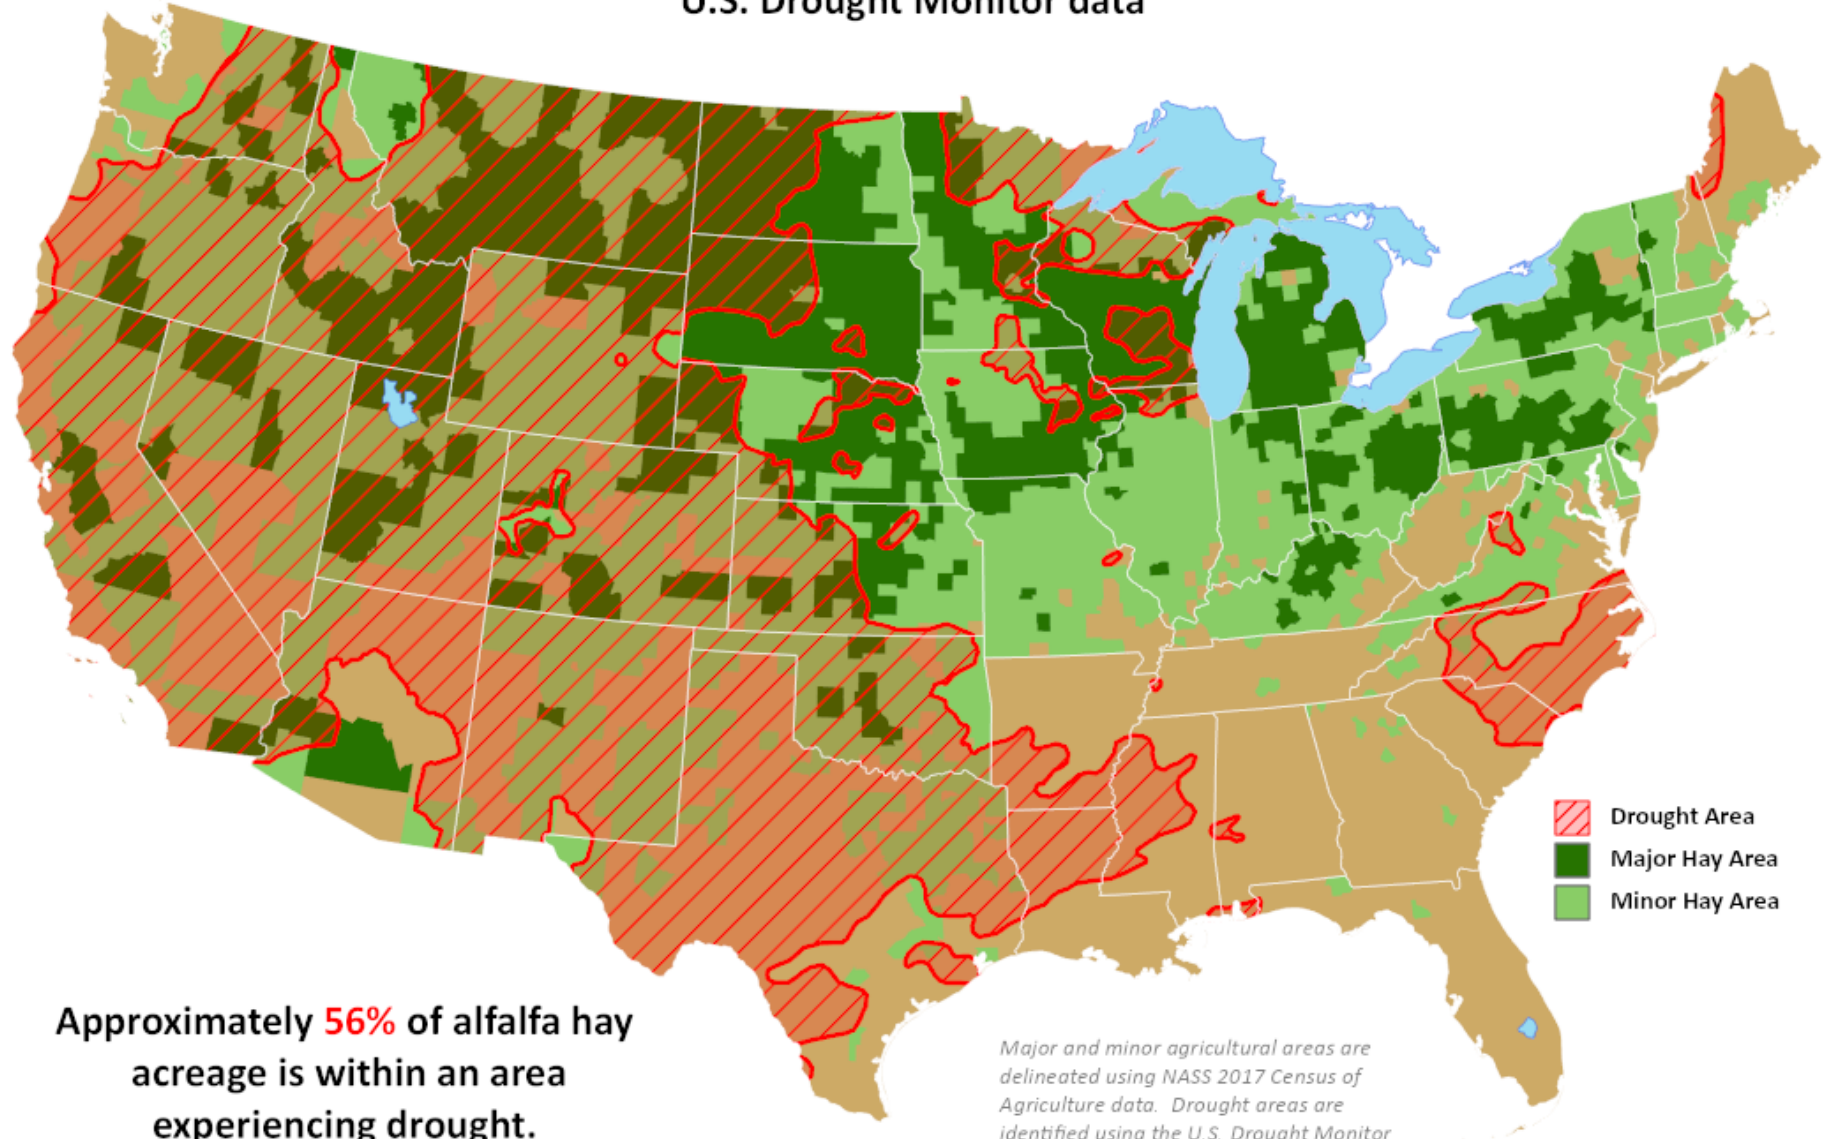 U.S. Drought Monitor data
Drought Area
Major Hay Area
Minor Hay Area
Approximately 56% of alfalfa hay
acreage is within an area
experiencing drought.
Major and minor agricultural areas are
delineated using NASS 2017 Census of
Agriculture data. Drought areas are
identified using the U.S. Drought Monitor